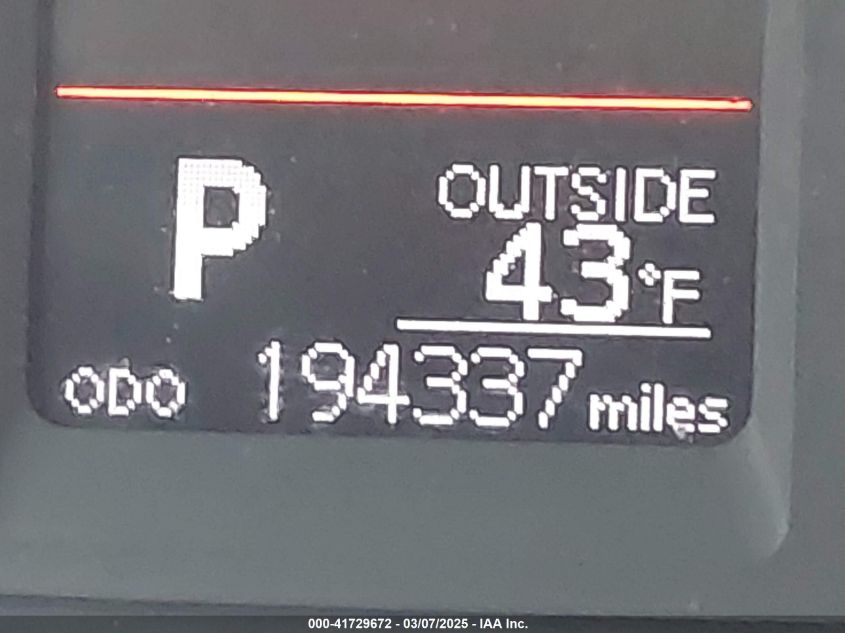 P
OUTSIDE
43°F
ODO 194337 miles
000-41729672 - 03/07/2025 - IAA Inc.